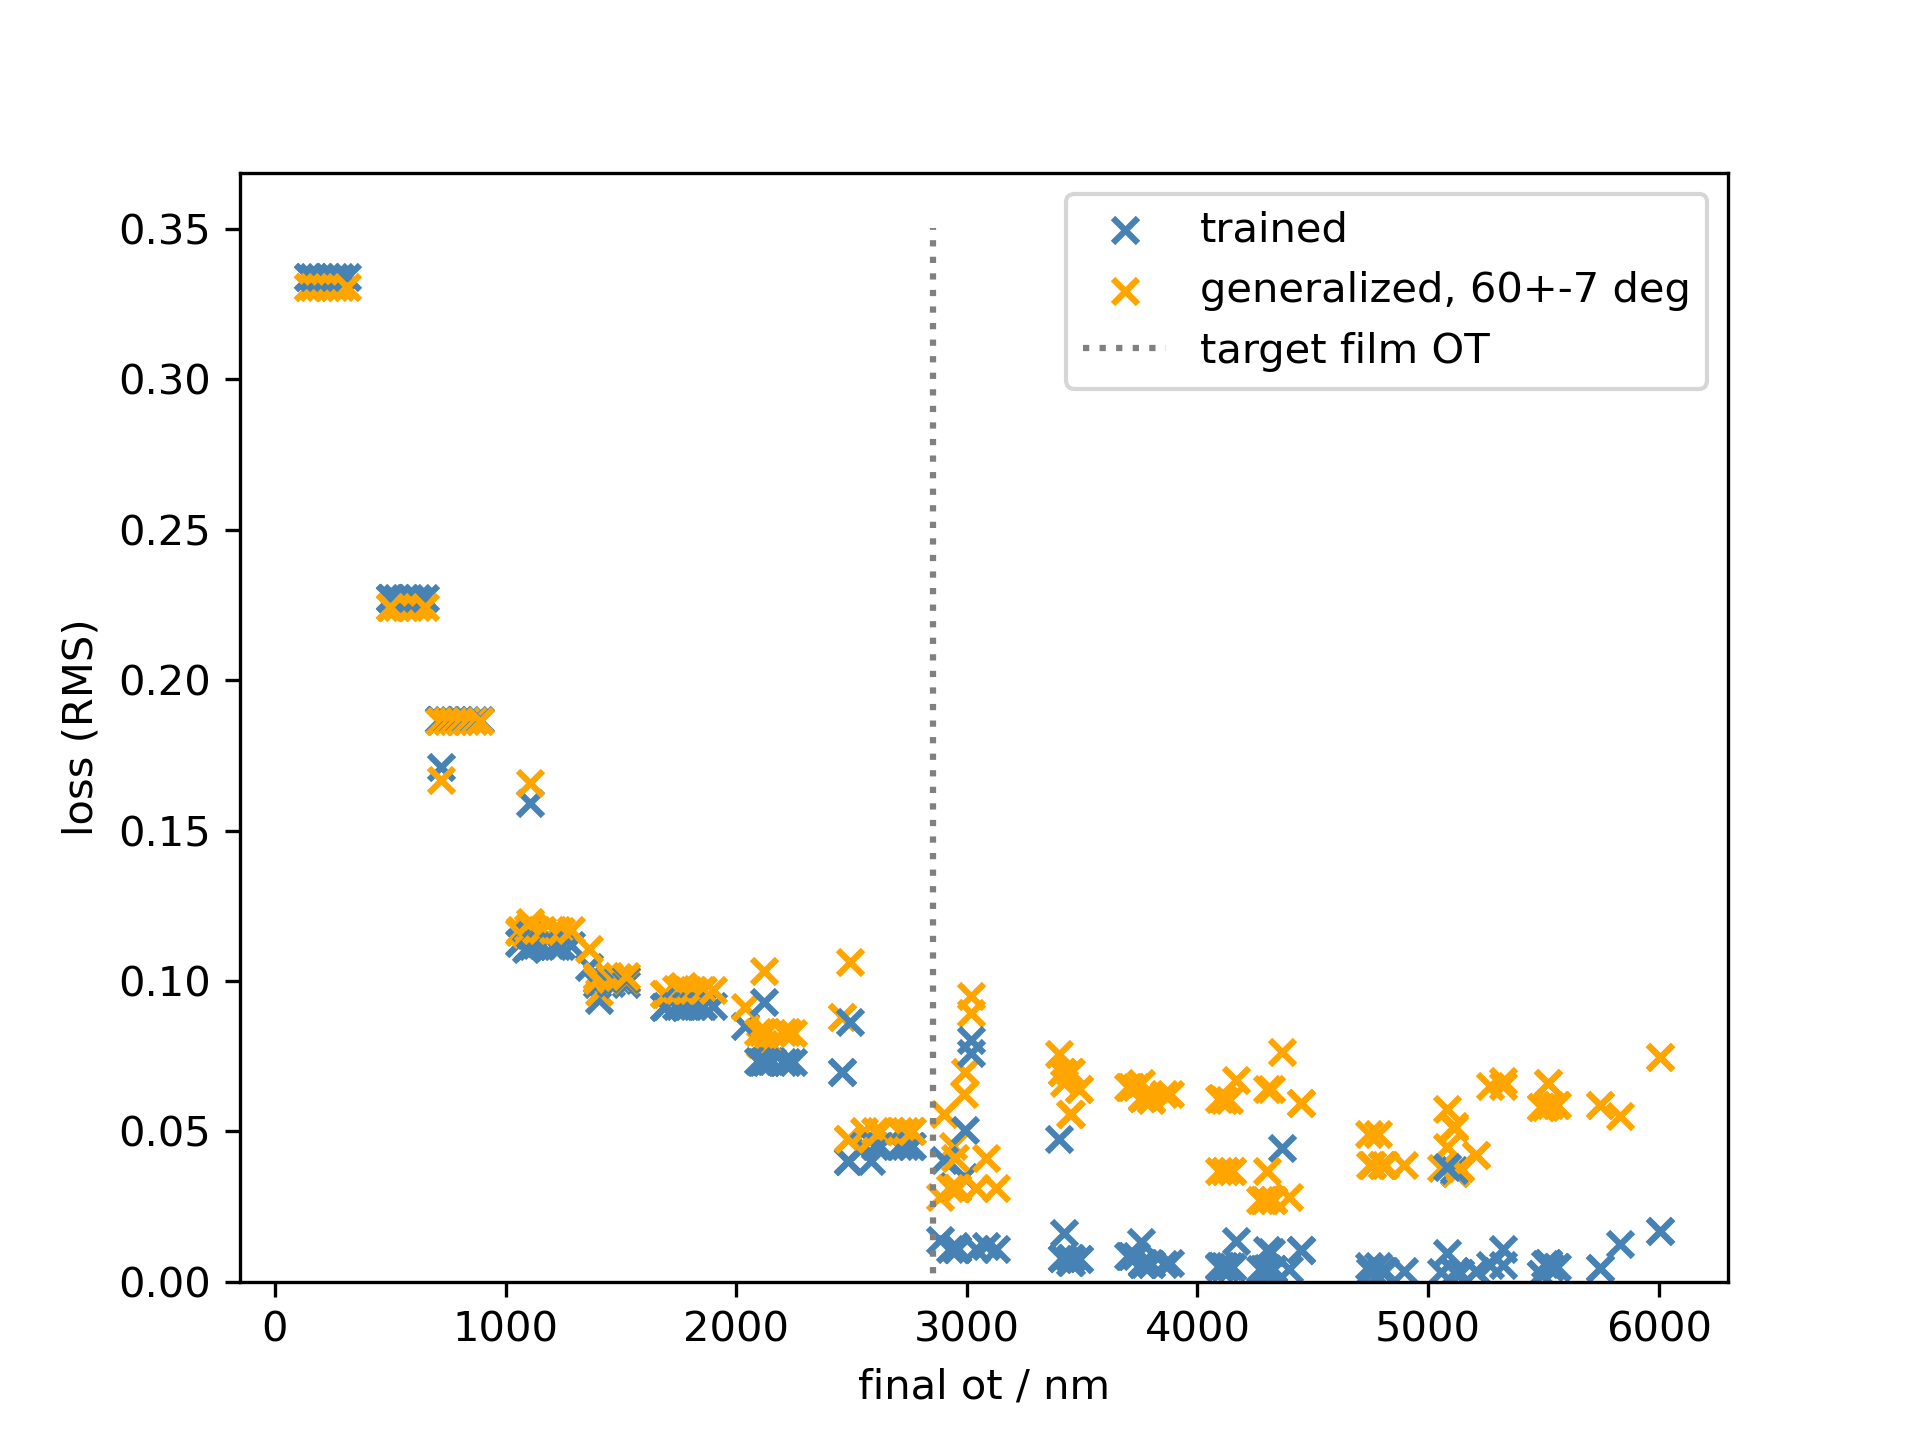 trained
generalized, 60+-7 deg
target film OT
0.35
0.30
0.25
0.20
0.15
0.10
0.05
0.00
loss (RMS)
0 1000 2000 3000 4000 5000 6000
final ot / nm